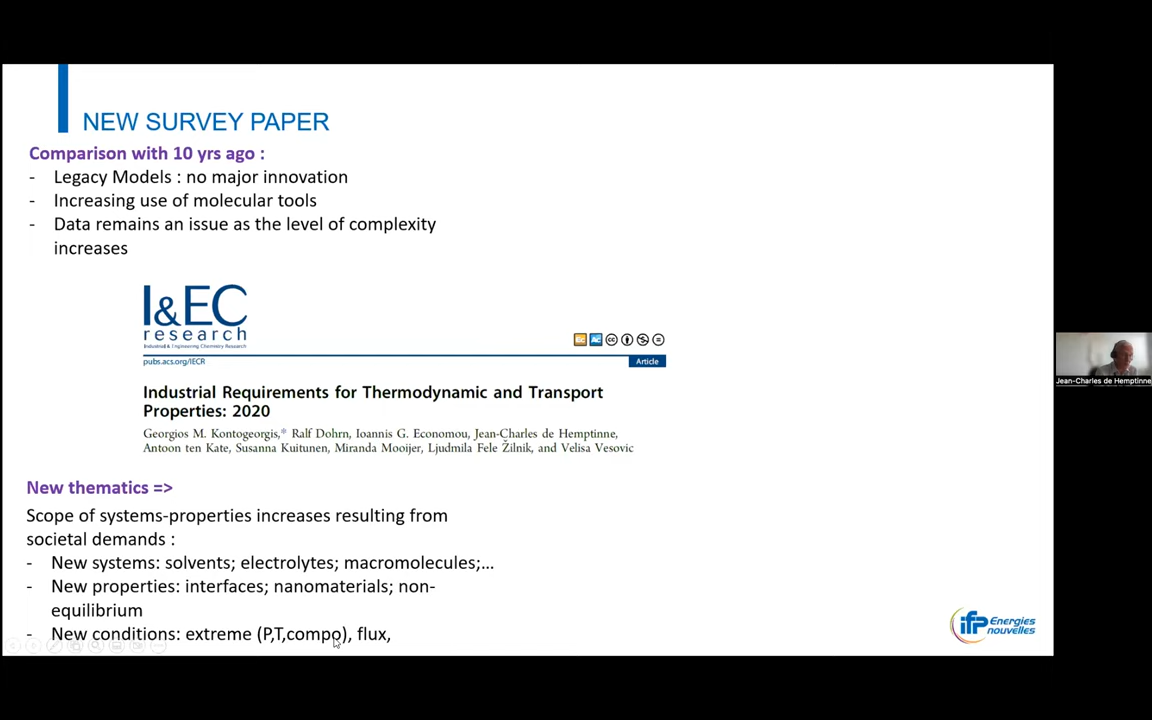 NEW SURVEY PAPER
Comparison with 10 yrs ago :
- Legacy Models : no major innovation
- Increasing use of molecular tools
- Data remains an issue as the level of complexity
increases
I&EC
research
Industrial & Engineering Chemistry Research
pubs.acs.org/IECR
Article
Industrial Requirements for Thermodynamic and Transport
Properties: 2020
Georgios M. Kontogeorgis,* Ralf Dohrn, Ioannis G. Economou, Jean-Charles de Hemptinne,
Antoon ten Kate, Susanna Kuitunen, Miranda Mooijer, Ljudmila Fele Žilnik, and Velisa Vesovic
New thematics =>
Scope of systems-properties increases resulting from
societal demands :
- New systems: solvents; electrolytes; macromolecules;...
- New properties: interfaces; nanomaterials; non-
equilibrium
- New conditions: extreme (P,T,compo), flux,
ifp Energies
nouvelles
Jean-Charles de Hemptinne